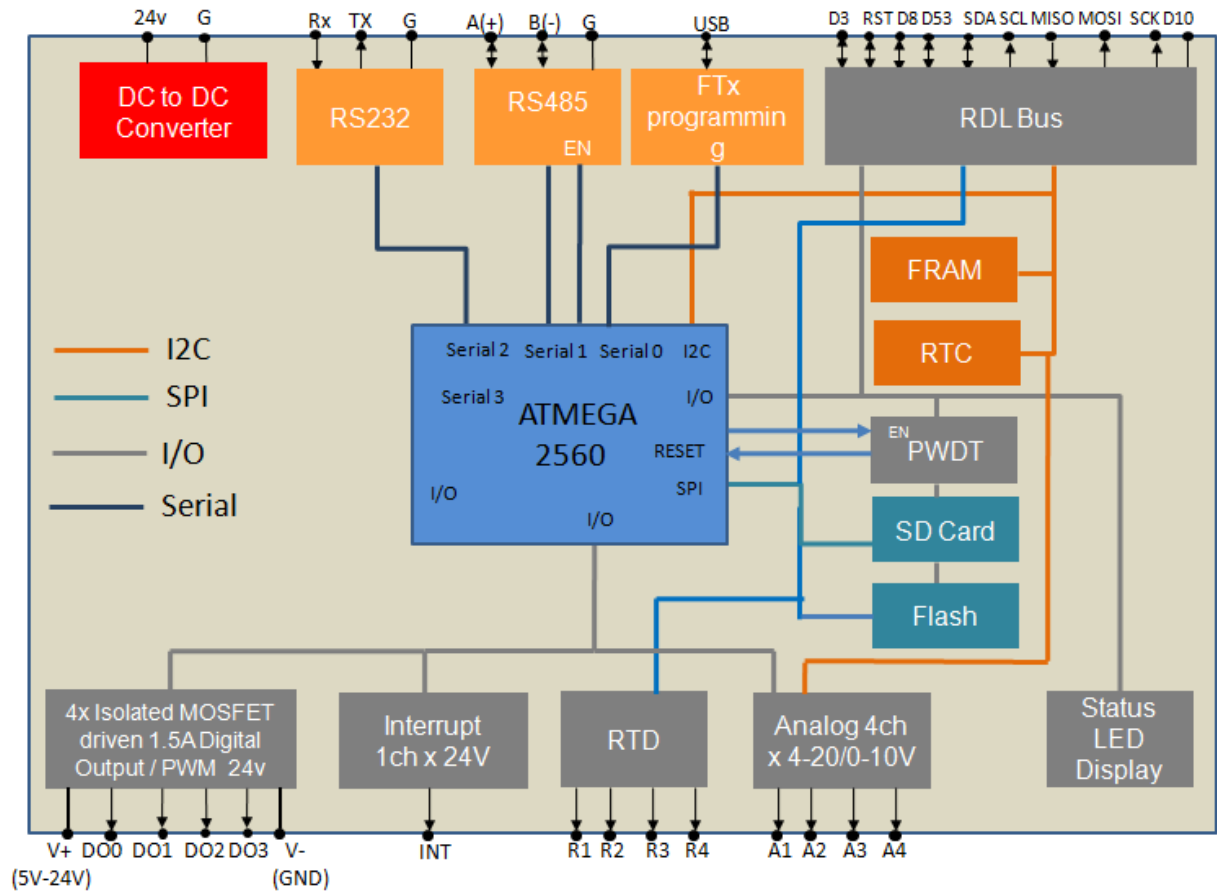 24v G Rx TX G A(+) B(-) G USB D3 RST D8 D53 SDA SCL MISO MOSI SCK D10
DC to DC
Converter
RS232
RS485
EN
FTx
programmin
g
RDL Bus
FRAM
RTC
I2C
SPI
I/O
Serial
Serial 2 Serial 1 Serial 0 I2C
Serial 3
I/O
ATMEGA
2560
RESET
SPI
I/O
I/O
EN
PWDT
SD Card
Flash
4x Isolated MOSFET
driven 1.5A Digital
Output / PWM 24v
Interrupt
1ch x 24V
RTD
Analog 4ch
x 4-20/0-10V
Status
LED
Display
V+ DO0 DO1 DO2 DO3 V- INT R1 R2 R3 R4 A1 A2 A3 A4
(5V-24V) (GND)